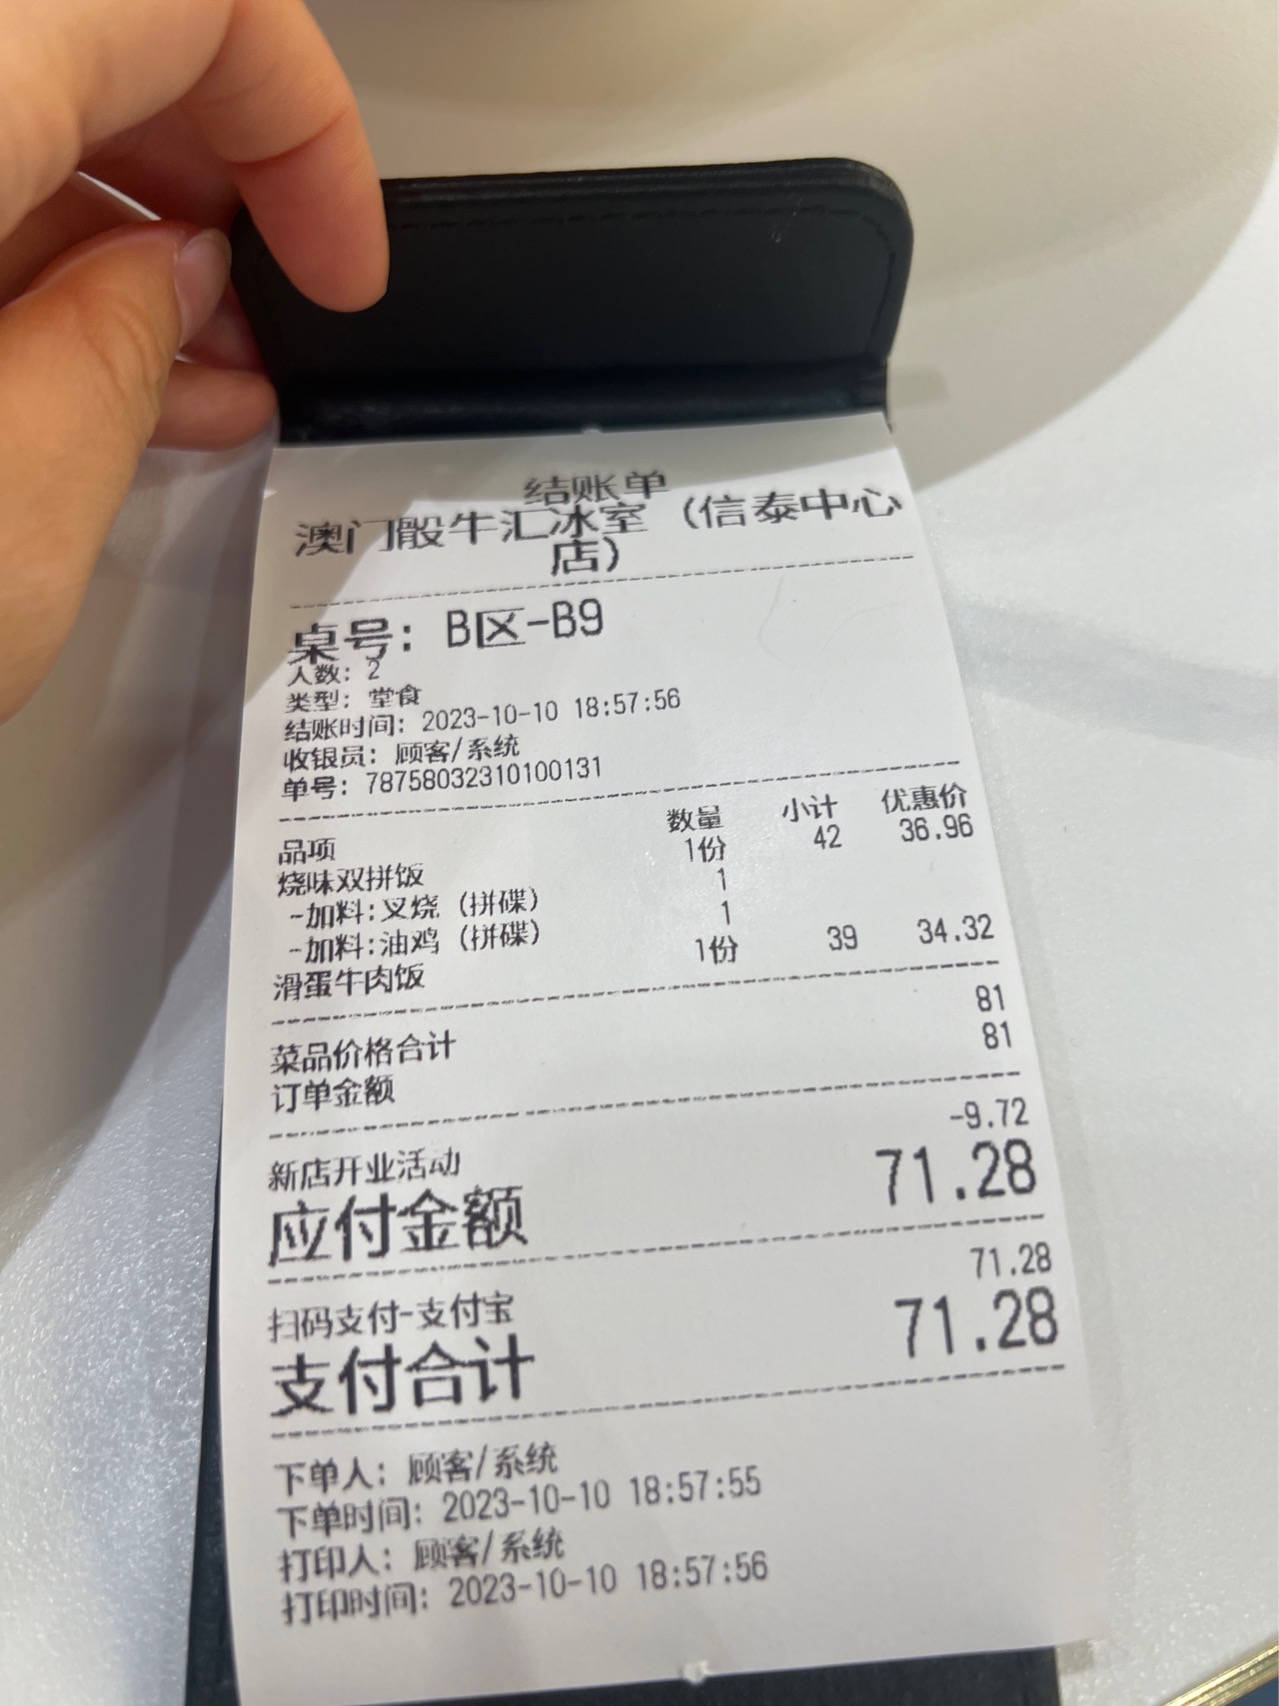 结账单
澳门骰牛汇冰室（信泰中心
店）
桌号：B区-B9
人数：2
类型：堂食
结账时间：2023-10-10 18:57:56
收银员：顾客/系统
单号：78758032310100131
品项 数量 小计 优惠价
烧味双拼饭 1份 42 36.96
-加料:叉烧（拼碟） 1
-加料:油鸡（拼碟） 1
滑蛋牛肉饭 1份 39 34.32
菜品价格合计 81
订单金额 81
新店开业活动 -9.72
应付金额 71.28
扫码支付-支付宝 71.28
支付合计 71.28
下单人：顾客/系统
下单时间：2023-10-10 18:57:55
打印人：顾客/系统
打印时间：2023-10-10 18:57:56